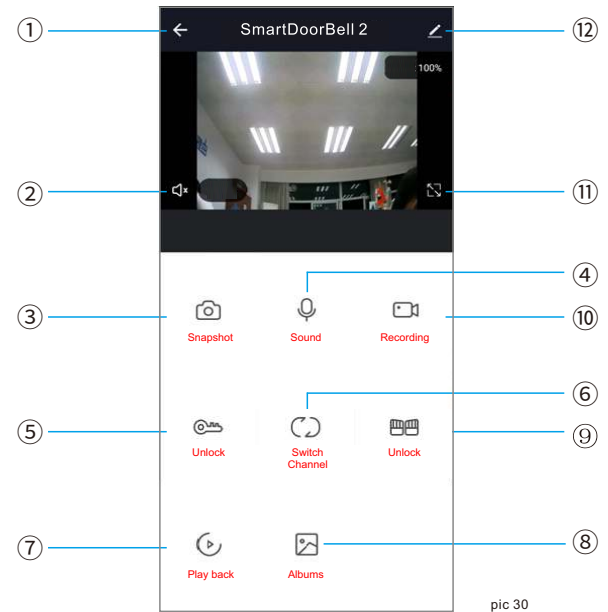 ① SmartDoorBell 2 ⑫
100%
② ⑪
④
③ ⑩
Snapshot Sound Recording
⑥
⑤ ⑨
Unlock Switch Unlock
Channel
⑦ ⑧
Play back Albums
pic 30